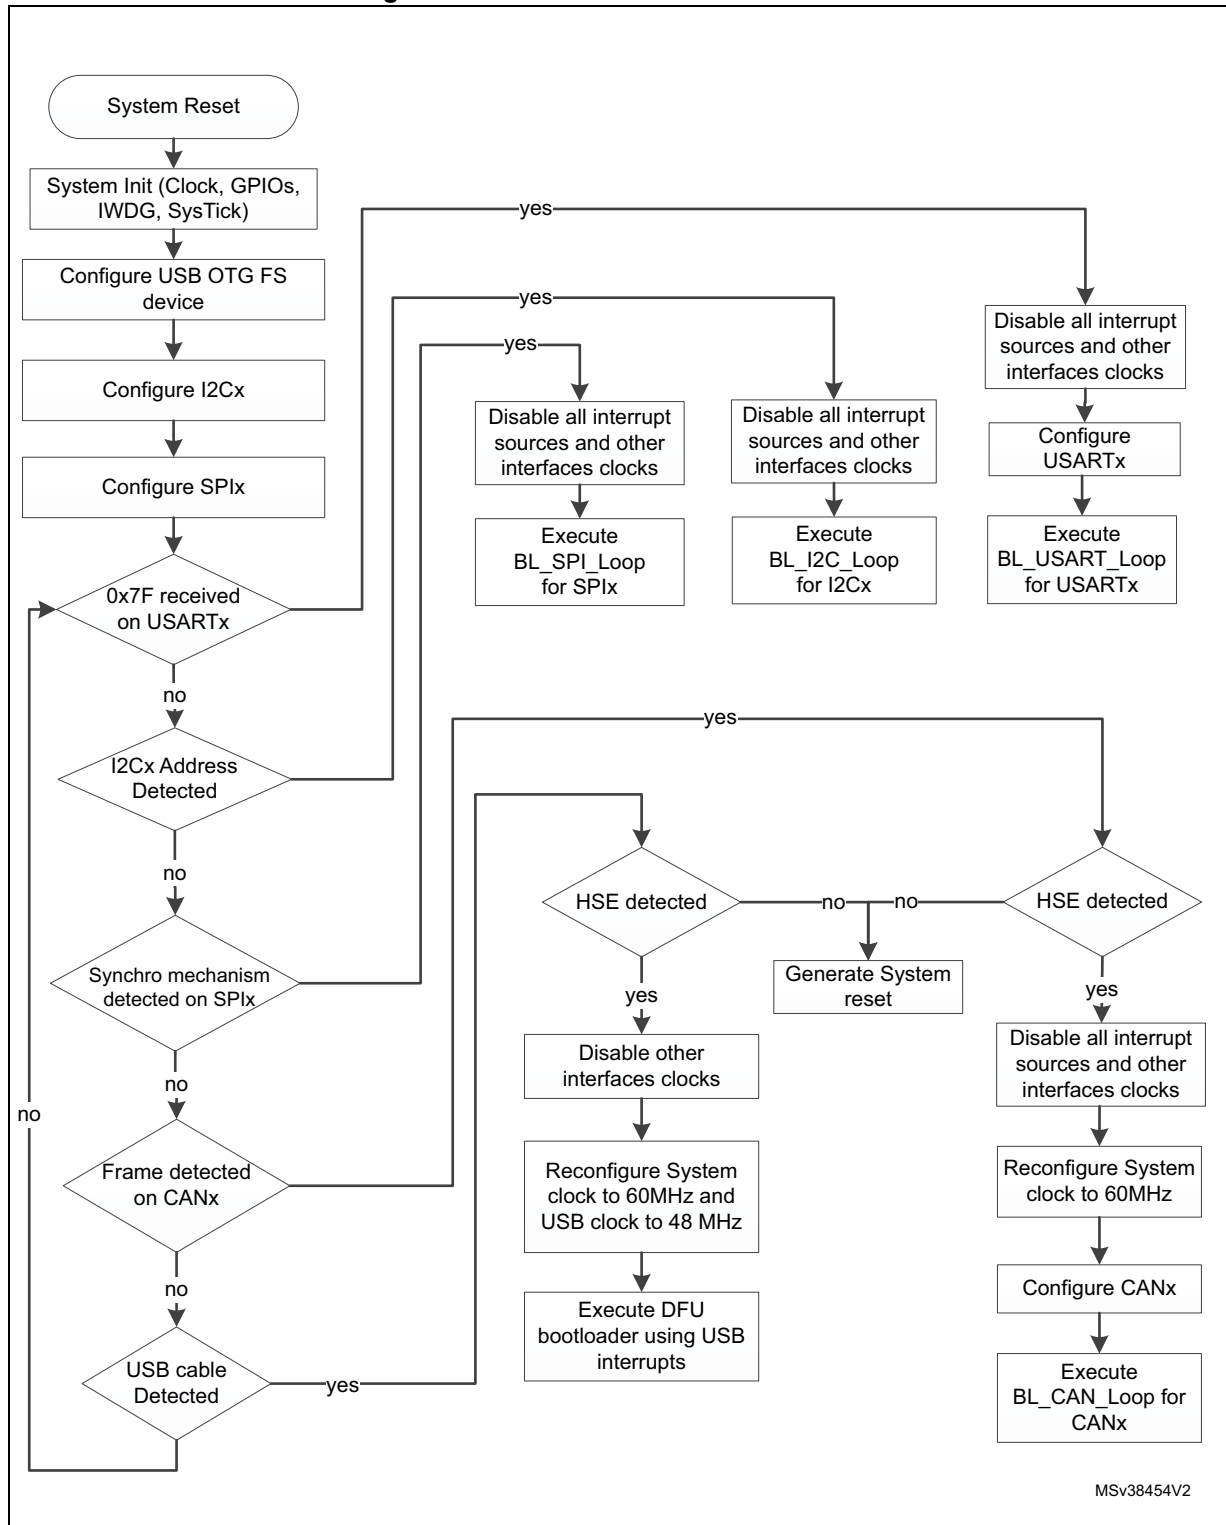 System Reset
System Init (Clock, GPIOs,
IWDG, SysTick)
Configure USB OTG FS
device
Configure I2Cx
Configure SPIx
0x7F received
on USARTx
no
I2Cx Address
Detected
no
Synchro mechanism
detected on SPIx
no
Frame detected
on CANx
no
USB cable
Detected
no
yes
yes
Disable all interrupt
sources and other
interfaces clocks
Execute
BL_SPI_Loop
for SPIx
yes
Disable all interrupt
sources and other
interfaces clocks
Execute
BL_I2C_Loop
for I2Cx
yes
Disable all interrupt
sources and other
interfaces clocks
Configure
USARTx
Execute
BL_USART_Loop
for USARTx
yes
HSE detected
no
no
HSE detected
Generate System
reset
yes
Disable other
interfaces clocks
Reconfigure System
clock to 60MHz and
USB clock to 48 MHz
Execute DFU
bootloader using USB
interrupts
yes
Disable all interrupt
sources and other
interfaces clocks
Reconfigure System
clock to 60MHz
Configure CANx
Execute
BL_CAN_Loop for
CANx
MSv38454V2